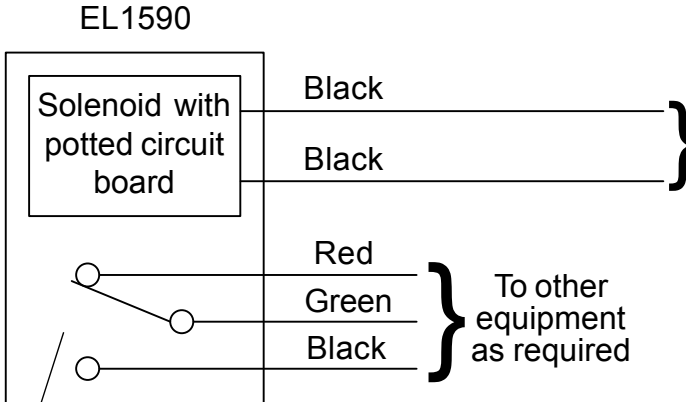 EL1590
Solenoid with
potted circuit
board
Black
Black
Red
Green
Black
To other
equipment
as required